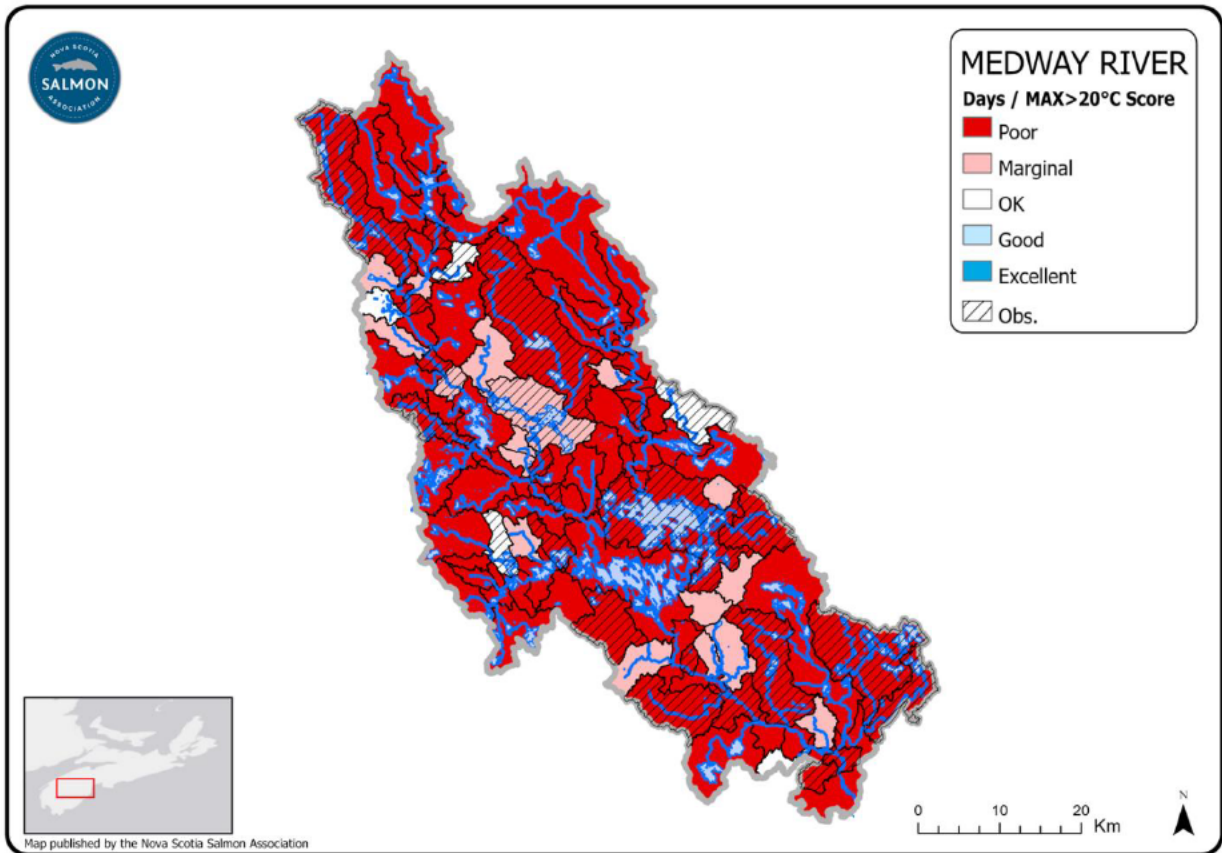 NOVA SCOTIA
SALMON
ASSOCIATION
MEDWAY RIVER
Days / MAX>20°C Score
Poor
Marginal
OK
Good
Excellent
Obs.
Map published by the Nova Scotia Salmon Association
0 10 20
Km
N